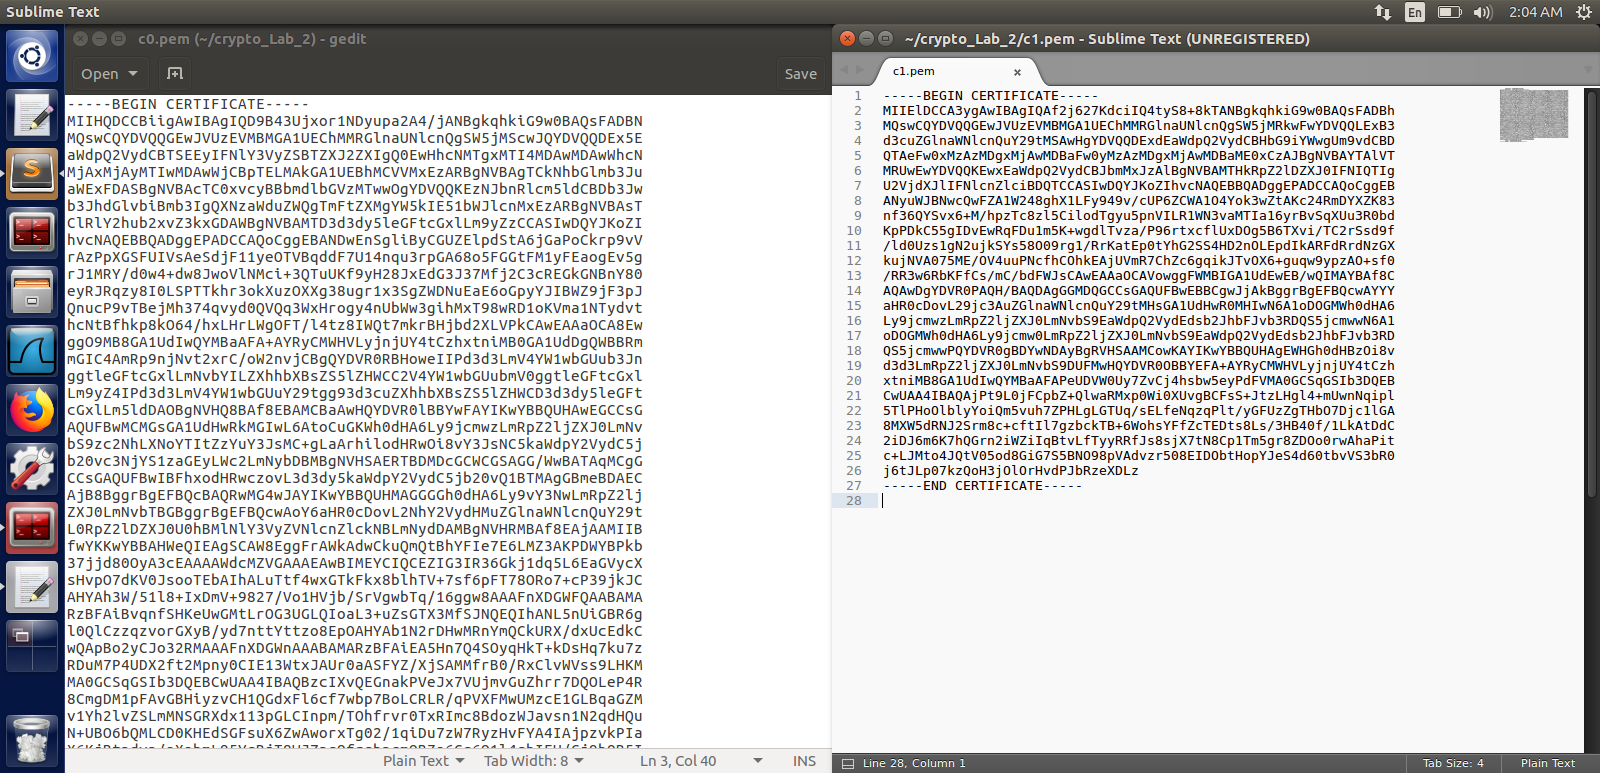 Sublime Text
En
2:04 AM
c0.pem (~/crypto_Lab_2) - gedit
Open
Save
-----BEGIN CERTIFICATE-----
MIIHQDCCBiigAwIBAgIQD9B43Ujxor1NDyupa2A4/jANBgkqhkiG9w0BAQsFADBN
MQswCQYDVQQGEwJVUzEVMBMGA1UEChMMRGlnaUNlcnQgSW5jMScwJQYDVQQDEx5E
aWdpQ2VydCBTSEEyIFNlY3VyZSBTZXJ2ZXIgQ0EwHhcNMTgxMTI4MDAwMDAwWhcN
MjAxMjAyMTIwMDAwWjCBpTELMAkGA1UEBhMCVVMxEzARBgNVBAgTCkNhbGlmb3Ju
aWExFDASBgNVBAcTC0xvcyBBbmdlbGVzMTwwOgYDVQQKEzNJbnRlcm5ldCBDb3Jw
b3JhdGlvbiBmb3IgQXNzaWduZWQgTmFtZXMgYW5kIE51bWJlcnMxEzARBgNVBAsT
ClRlY2hub2xvZ3kxGDAWBgNVBAMTD3d3dy5leGFtcGxlLm9yZzCCASIwDQYJKoZI
hvcNAQEBBQADggEPADCCAQoCggEBANDwEnSgliByCGUZElpdStA6jGaPoCkrp9vV
rAzPpXGSFUIVsAeSdjF11yeOTVBqddF7U14nqu3rpGA68o5FGGtFM1yFEaogEv5g
rJ1MRY/d0w4+dw8JwoVlNMci+3QTuUKf9yH28JxEdG3J37Mfj2C3cREGkGNBnY80
eyRJRqzy8I0LSPTTkhr3okXuzOXXg38ugr1x3SgZWDNuEaE6oGpyYJIBWZ9jF3pJ
QnucP9vTBejMh374qvyd0QVQq3WxHrogy4nUbWw3gihMxT98wRD1oKVma1NTydvt
hcNtBfhkp8kO64/hxLHrLWgOFT/l4tz8IWQt7mkrBHjbd2XLVPkCAwEAAaOCA8Ew
ggO9MB8GA1UdIwQYMBaAFA+AYRyCMWHVLyjnjUY4tCzhxtniMB0GA1UdDgQWBBRm
mGIC4AmRp9njNvt2xrC/oW2nvjCBgQYDVR0RBHoweIIPd3d3LmV4YW1wbGUub3Jn
ggtleGFtcGxlLmNvbYILZXhhbXBsZS5lZHWCC2V4YW1wbGUubmV0ggtleGFtcGxl
Lm9yZ4IPd3d3LmV4YW1wbGUuY29tgg93d3cuZXhhbXBsZS5lZHWCD3d3dy5leGFt
cGxlLm5ldDAOBgNVHQ8BAf8EBAMCBaAwHQYDVR0lBBYwFAYIKwYBBQUHAwEGCCsG
AQUFBwMCMGsGA1UdHwRkMGIwL6AtoCuGKWh0dHA6Ly9jcmwzLmRpZ2ljZXJ0LmNv
bS9zc2NhLXNoYTItZzYuY3JsMC+gLaArhilodHRwOi8vY3JsNC5kaWdpY2VydC5j
b20vc3NjYS1zaGEyLWc2LmNybDBMBgNVHSAERTBDMDcGCWCGSAGG/WwBATAqMCgG
CCsGAQUFBwIBFhxodHRwczovL3d3dy5kaWdpY2VydC5jb20vQ1BTMAgGBmeBDAEC
AjB8BggrBgEFBQcBAQRwMG4wJAYIKwYBBQUHMAGGGGh0dHA6Ly9vY3NwLmRpZ2lj
ZXJ0LmNvbTBGBggrBgEFBQcwAoY6aHR0cDovL2NhY2VydHMuZGlnaWNlcnQuY29t
L0RpZ2lDZXJ0U0hBMlNlY3VyZVNlcnZlckNBLmNydDAMBgNVHRMBAf8EAjAAMIIB
fwYKKwYBBAHWeQIEAgSCAW8EggFrAWkAdwCkuQmQtBhYFIe7E6LMZ3AKPDWYBPkb
37jjd80OyA3cEAAAAWdcMZVGAAAEAwBIMEYCIQCEZIG3IR36Gkj1dq5L6EaGVycX
sHvpO7dKV0JsooTEbAIhALuTtf4wxGTkFkx8blhTV+7sf6pFT78ORo7+cP39jkJC
AHYAh3W/51l8+IxDmV+9827/Vo1HVjb/SrVgwbTq/16ggw8AAAFnXDGWFQAABAMA
RzBFAiBvqnfSHKeUwGMtLrOG3UGLQIoaL3+uZsGTX3MfSJNQEQIhANL5nUiGBR6g
l0QlCzzqzvorGXyB/yd7nttYttzo8EpOAHYAb1N2rDHwMRnYmQCkURX/dxUcEdkC
wQApBo2yCJo32RMAAAFnXDGWnAAABAMARzBFAiEA5Hn7Q4SOyqHkT+kDsHq7ku7z
RDuM7P4UDX2ft2Mpny0CIE13WtxJAUr0aASFYZ/XjSAMMfrB0/RxClvWVss9LHKM
MA0GCSqGSIb3DQEBCwUAA4IBAQBzcIXvQEGnakPVeJx7VUjmvGuZhrr7DQOLeP4R
8CmgDM1pFAvGBHiyzvCH1QGdxFl6cf7wbp7BoLCRLR/qPVXFMwUMzcE1GLBqaGZM
v1Yh2lvZSLmMNSGRXdx113pGLCInpm/TOhfrvr0TxRImc8BdozWJavsn1N2qdHQu
N+UBO6bQMLCD0KHEdSGFsuX6ZwAworxTg02/1qiDu7zW7RyzHvFYA4IAjpzvkPIa
Plain Text
Tab Width: 8
Ln 3, Col 40
INS
~/crypto_Lab_2/c1.pem - Sublime Text (UNREGISTERED)
c1.pem
1 -----BEGIN CERTIFICATE-----
2 MIIElDCCA3ygAwIBAgIQAf2j627KdciIQ4tyS8+8kTANBgkqhkiG9w0BAQsFADBh
3 MQswCQYDVQQGEwJVUzEVMBMGA1UEChMMRGlnaUNlcnQgSW5jMRkwFwYDVQQLExB3
4 d3cuZGlnaWNlcnQuY29tMSAwHgYDVQQDExdEaWdpQ2VydCBHbG9iYWwgUm9vdCBD
5 QTAeFw0xMzAzMDgxMjAwMDBaFw0yMzAzMDgxMjAwMDBaME0xCzAJBgNVBAYTAlVT
6 MRUwEwYDVQQKEwxEaWdpQ2VydCBJbmMxJzAlBgNVBAMTHkRpZ2lDZXJ0IFNIQTIg
7 U2VjdXJlIFNlcnZlciBDQTCCASIwDQYJKoZIhvcNAQEBBQADggEPADCCAQoCggEB
8 ANyuWJBNwcQwFZA1W248ghX1LFy949v/cUP6ZCWA1O4Yok3wZtAKc24RmDYXZK83
9 nf36QYSvx6+M/hpzTc8zl5CilodTgyu5pnVILR1WN3vaMTIa16yrBvSqXUu3R0bd
10 KpPDkC55gIDvEwRqFDu1m5K+wgdlTvza/P96rtxcflUxDOg5B6TXvi/TC2rSsd9f
11 /ld0Uzs1gN2ujkSYs58O09rg1/RrKatEp0tYhG2SS4HD2nOLEpdIkARFdRrdNzGX
12 kujNVA075ME/OV4uuPNcfhCOhkEAjUVmR7ChZc6gqikJTvOX6+guqw9ypzAO+sf0
13 /RR3w6RbKFfCs/mC/bdFWJsCAwEAAaOCAVowggFWMBIGA1UdEwEB/wQIMAYBAf8C
14 AQAwDgYDVR0PAQH/BAQDAgGGMDQGCCsGAQUFBwEBBCgwJjAkBggrBgEFBQcwAYYY
15 aHR0cDovL29jc3AuZGlnaWNlcnQuY29tMHsGA1UdHwR0MHIwN6A1oDOGMWh0dHA6
16 Ly9jcmwzLmRpZ2ljZXJ0LmNvbS9EaWdpQ2VydEdsb2JhbFJvb3RDQS5jcmwwN6A1
17 oDOGMWh0dHA6Ly9jcmw0LmRpZ2ljZXJ0LmNvbS9EaWdpQ2VydEdsb2JhbFJvb3RD
18 QS5jcmwwPQYDVR0gBDYwNDAyBgRVHSAAMCowKAYIKwYBBQUHAgEWHGh0dHBzOi8v
19 d3d3LmRpZ2ljZXJ0LmNvbS9DUFMwHQYDVR0OBBYEFA+AYRyCMWHVLyjnjUY4tCzh
20 xtniMB8GA1UdIwQYMBaAFAPeUDVW0Uy7ZvCj4hsbw5eyPdFVMA0GCSqGSIb3DQEB
21 CwUAA4IBAQAjPt9L0jFCpbZ+QlwaRMxp0Wi0XUvgBCFsS+JtzLHgl4+mUwnNqipl
22 5TlPHoOlblyYoiQm5vuh7ZPHLgLGTUq/sELfeNqzqPlt/yGFUzZgTHbO7Djc1lGA
23 8MXW5dRNJ2Srm8c+cftIl7gzbckTB+6WohsYFfZcTEDts8Ls/3HB40f/1LkAtDdC
24 2iDJ6m6K7hQGrn2iWZiIqBtvLfTyyRRfJs8sjX7tN8Cp1Tm5gr8ZDOo0rwAhaPit
25 c+LJMto4JQtV05od8GiG7S5BNO98pVAdvzr508EIDObtHopYJeS4d60tbvVS3bR0
26 j6tJLp07kzQoH3jOlOrHvdPJbRzeXDLz
27 -----END CERTIFICATE-----
28
Line 28, Column 1
Tab Size: 4
Plain Text